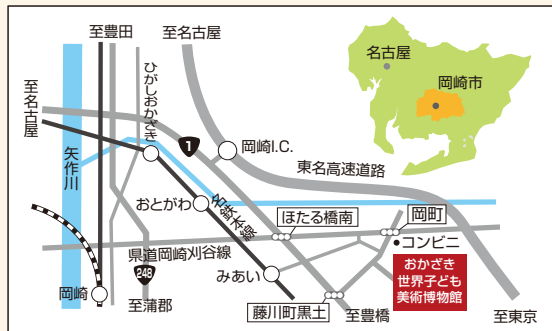 至豊田
至名古屋
名古屋
岡崎市
至名古屋
ひがしおかざき
1
岡崎I.C.
東名高速道路
矢作川
おとがわ
名鉄本線
ほたる橋南
岡町
コンビニ
県道岡崎刈谷線
248
みあい
おかざき
世界子ども
美術博物館
岡崎
至蒲郡
藤川町黒土
至豊橋
至東京